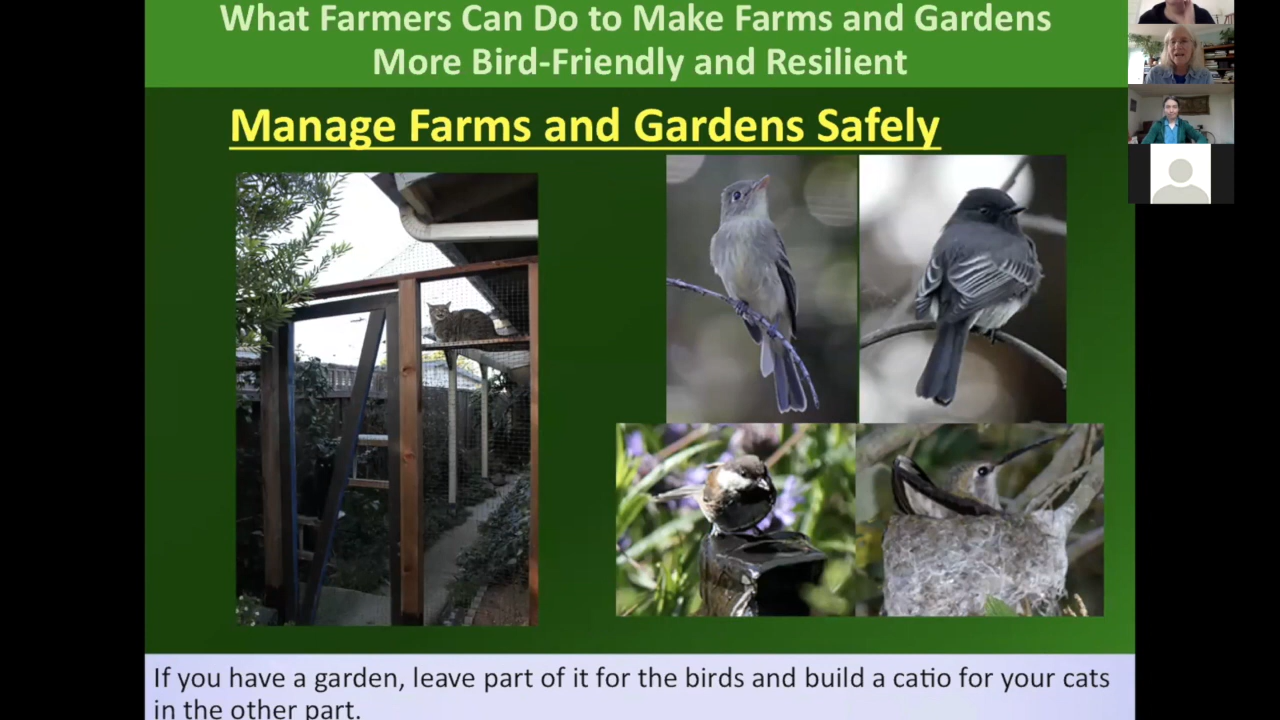 What Farmers Can Do to Make Farms and Gardens
More Bird-Friendly and Resilient
Manage Farms and Gardens Safely
If you have a garden, leave part of it for the birds and build a catio for your cats
in the other part.